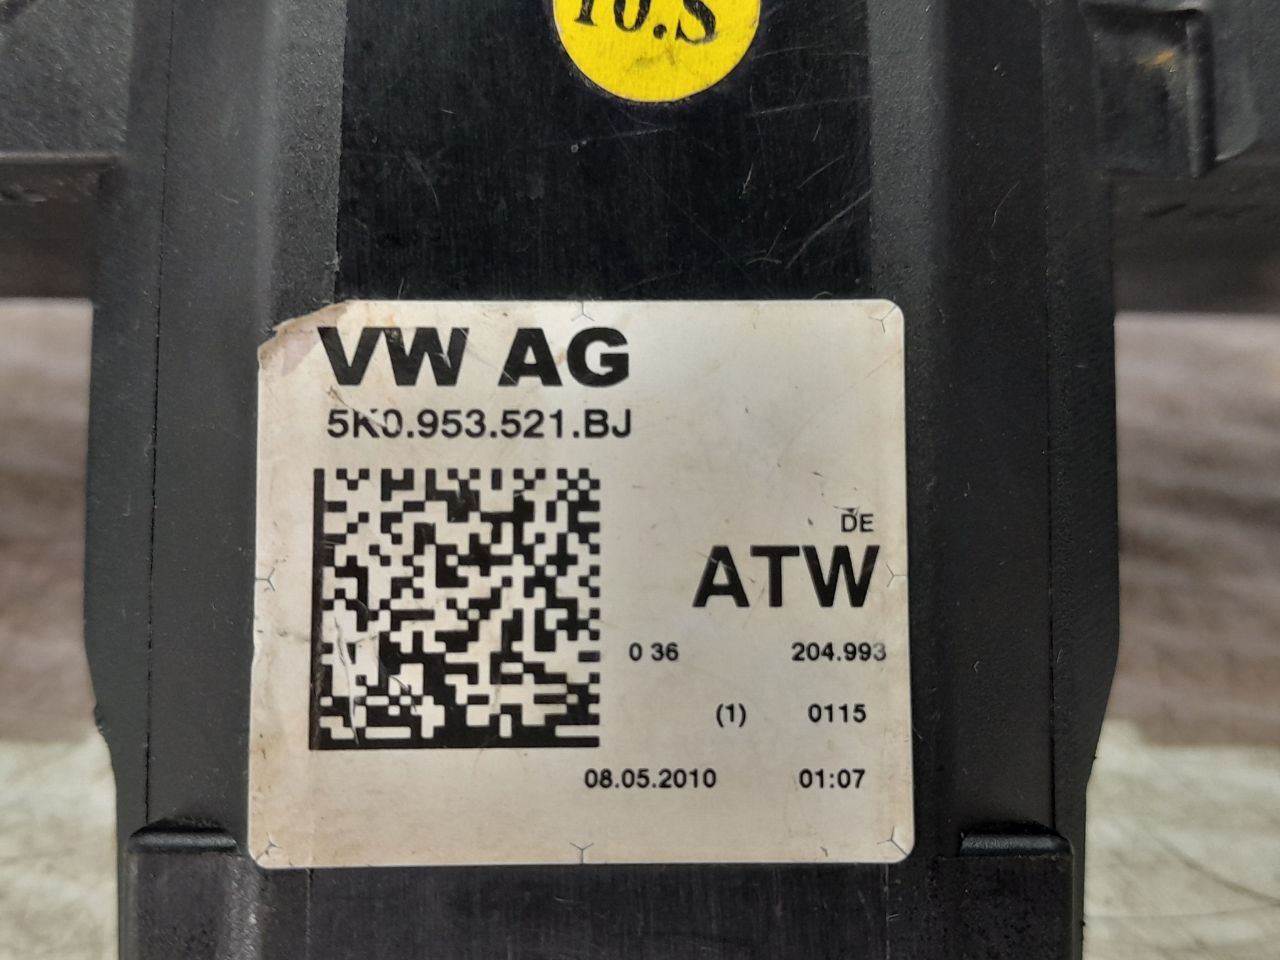 10.S
VW AG
5K0.953.521.BJ
DE
ATW
0 36 204.993
(1) 0115
08.05.2010 01:07